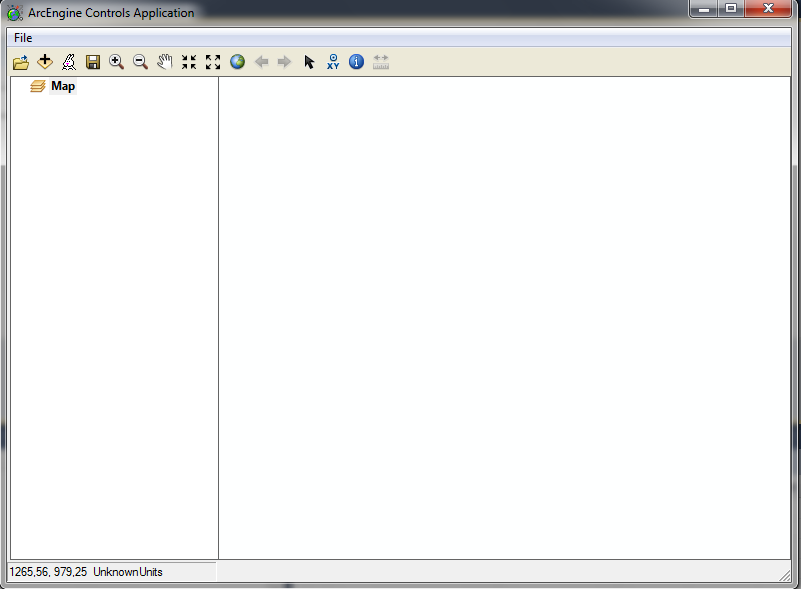 ArcEngine Controls Application
File
XY
Map
1265,56, 979,25 UnknownUnits